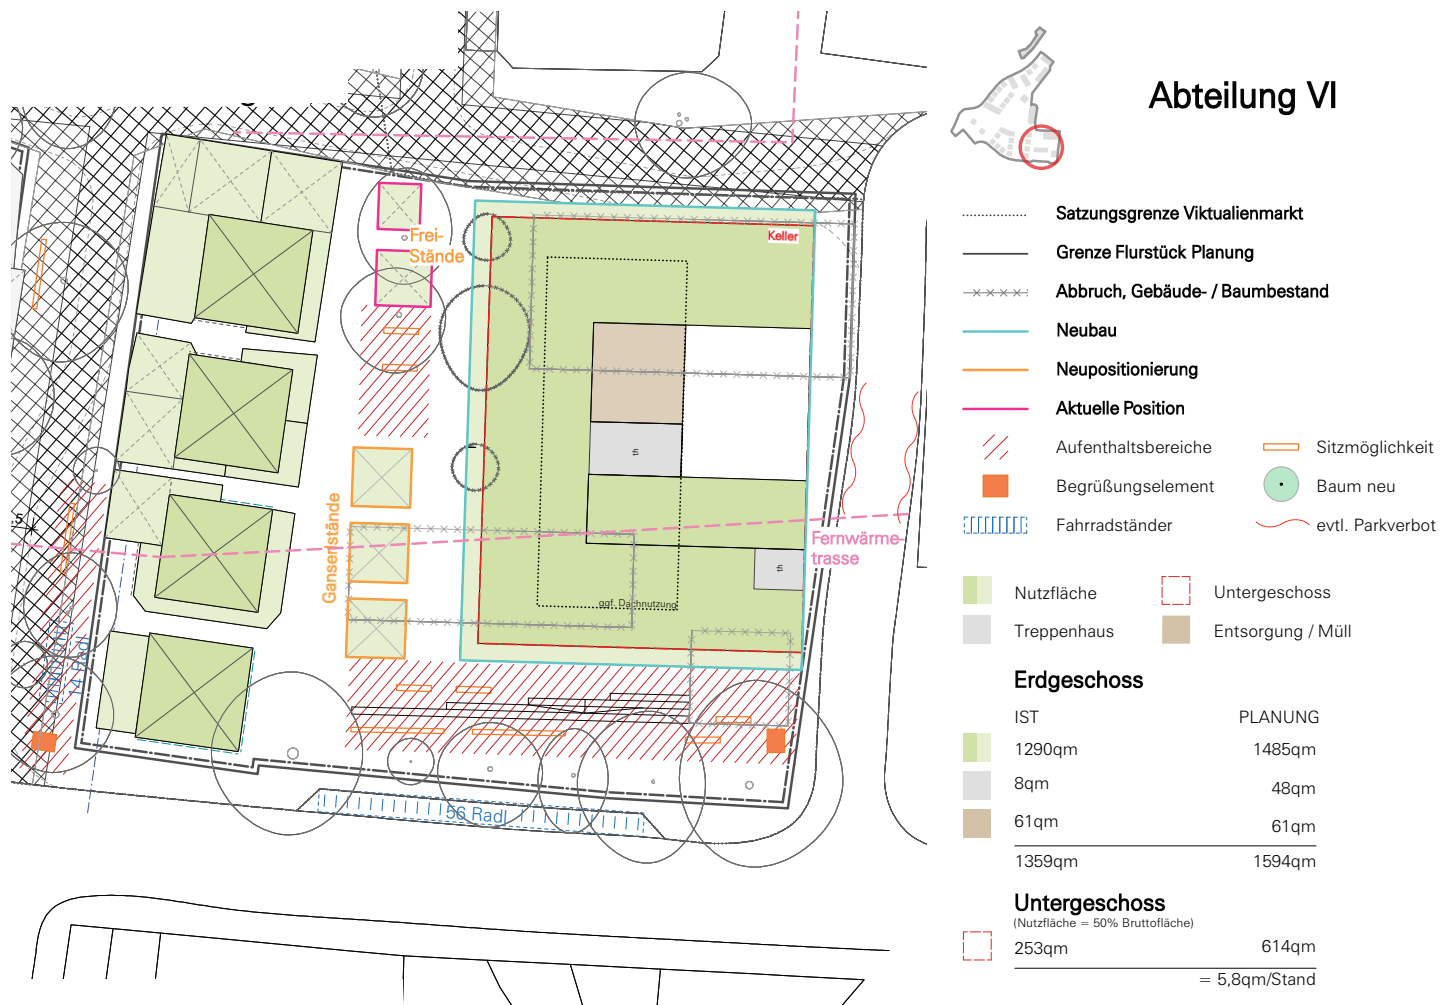 Abteilung VI
Satzungsgrenze Viktualienmarkt
Grenze Flurstück Planung
Abbruch, Gebäude- / Baumbestand
Neubau
Neupositionierung
Aktuelle Position
Aufenthaltsbereiche
Sitzmöglichkeit
Begrüßungselement
Baum neu
Fahrradständer
evtl. Parkverbot
Nutzfläche
Untergeschoss
Treppenhaus
Entsorgung / Müll
Erdgeschoss
IST PLANUNG
1290qm 1485qm
8qm 48qm
61qm 61qm
1359qm 1594qm
Untergeschoss
(Nutzfläche = 50% Bruttofläche)
253qm 614qm
= 5,8qm/Stand
Frei-
Stände
Keller
th
Gansenstände
Fernwärme-
trasse
th
ggf. Dachnutzung
14 Radl
56 Radl
5